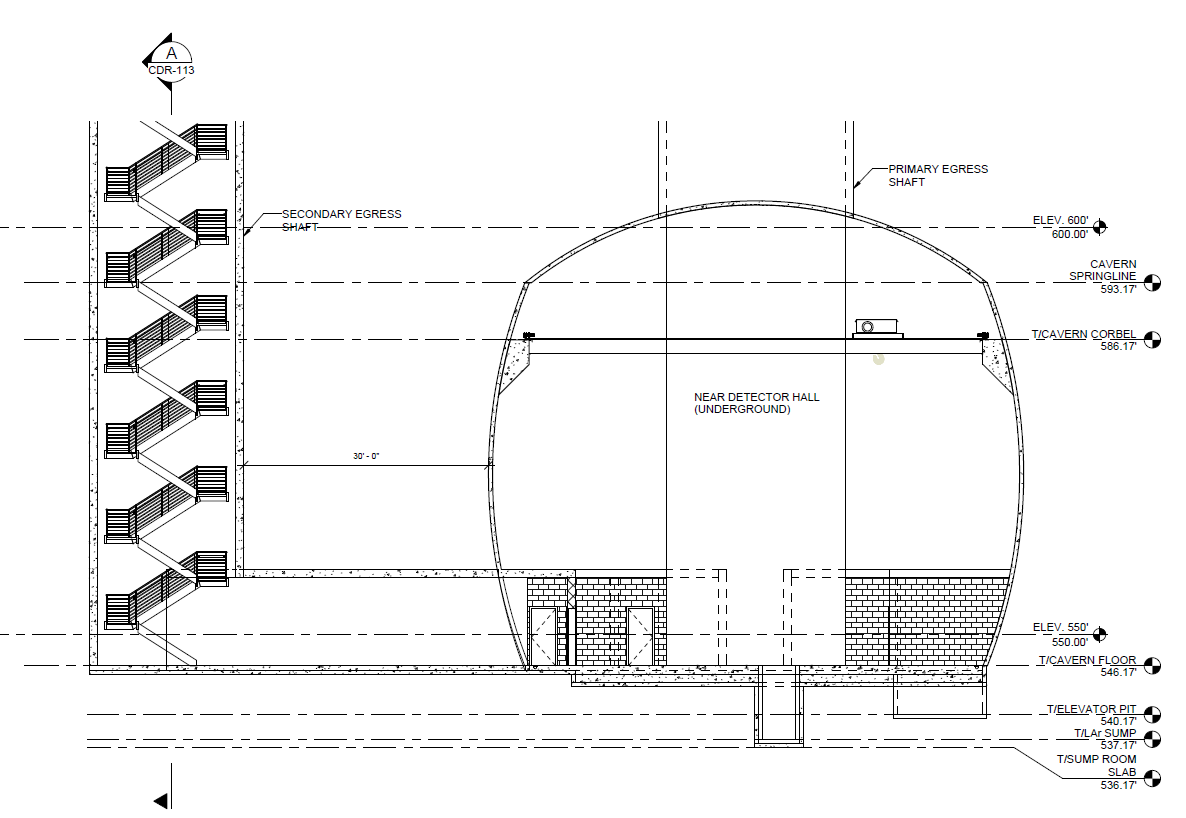 A
CDR-113
PRIMARY EGRESS
SHAFT
SECONDARY EGRESS
SHAFT
ELEV. 600'
600.00'
CAVERN
SPRINGLINE
593.17'
T/CAVERN CORBEL
586.17'
NEAR DETECTOR HALL
(UNDERGROUND)
30' - 0"
ELEV. 550'
550.00'
T/CAVERN FLOOR
546.17'
T/ELEVATOR PIT
540.17'
T/LAr SUMP
537.17'
T/SUMP ROOM
SLAB
536.17'